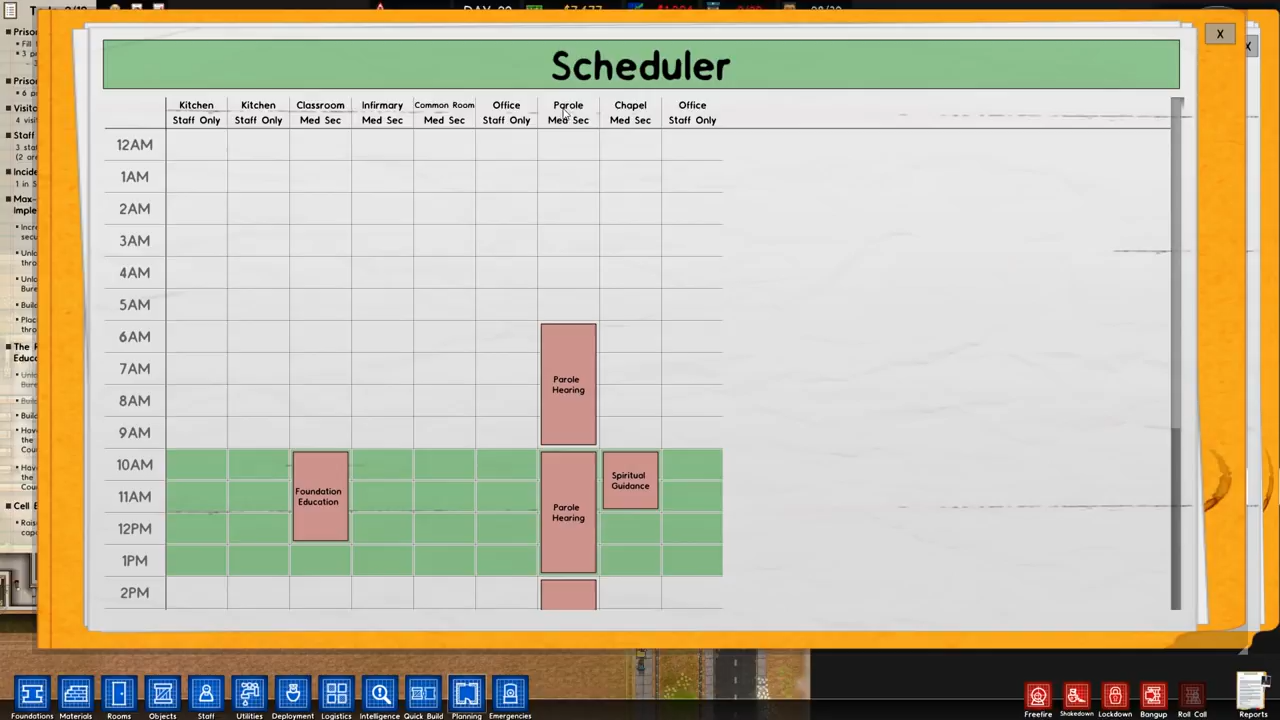 DAY
Scheduler
X
X
Kitchen Kitchen Classroom Infirmary Common Room Office Parole Chapel Office
Staff Only Staff Only Med Sec Med Sec Med Sec Staff Only Med Sec Med Sec Staff Only
12AM
1AM
2AM
3AM
4AM
5AM
6AM
7AM
8AM
9AM
10AM
11AM
12PM
1PM
2PM
Parole
Hearing
Foundation
Education
Parole
Hearing
Spiritual
Guidance
Foundations Materials Rooms Objects Staff Utilities Deployment Logistics Intelligence Quick Build Planning Emergencies
Freefire Shakedown Lockdown Bangup Roll Call Reports